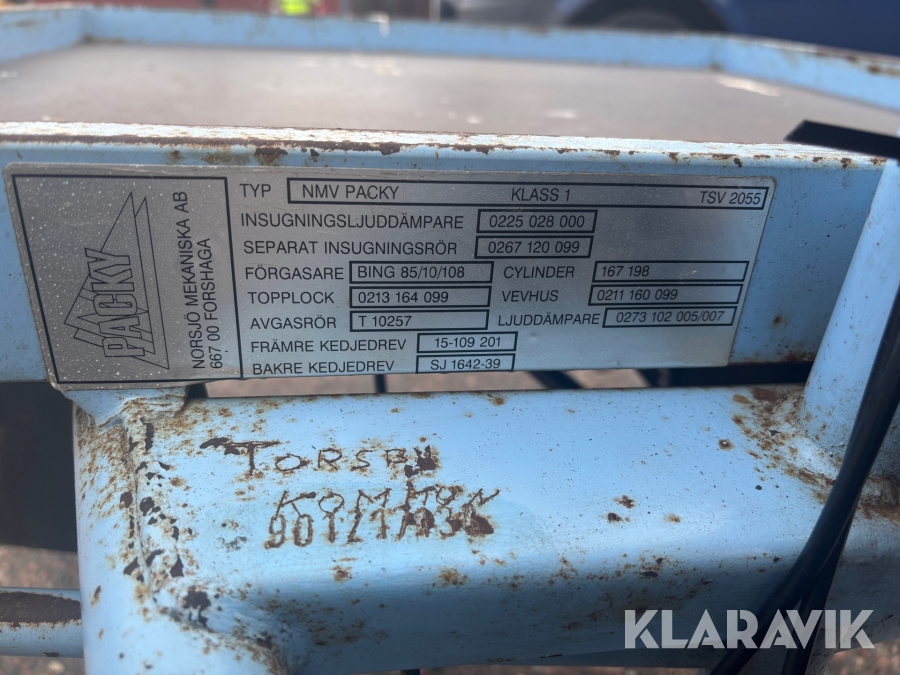 PACKY
NORSJÖ MEKANISKA AB
667 00 FORSHAGA
TYP NMV PACKY KLASS 1 TSV 2055
INSUGNINGSLJUDDÄMPARE 0225 028 000
SEPARAT INSUGNINGSRÖR 0267 120 099
FÖRGASARE BING 85/10/108 CYLINDER 167 198
TOPPLOCK 0213 164 099 VEVHUS 0211 160 099
AVGASRÖR T 10257 LJUDDÄMPARE 0273 102 005/007
FRÄMRE KEDJEDREV 15-109 201
BAKRE KEDJEDREV SJ 1642-39
TORSBY
KOMMUN
KLARAVIK